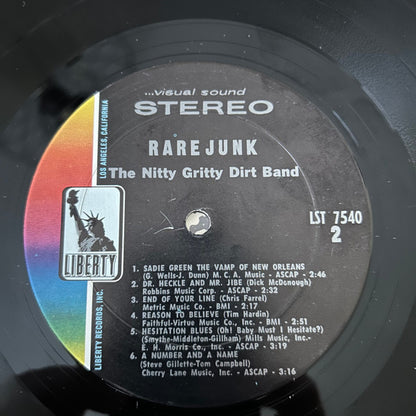 ...visual sound
STEREO
RARE JUNK
The Nitty Gritty Dirt Band
LST 7540
2
LOS ANGELES, CALIFORNIA
LIBERTY
LIBERTY RECORDS, INC.
1. SADIE GREEN THE VAMP OF NEW ORLEANS
(G. Wells-J. Dunn) M. C. A. Music - ASCAP - 2:46
2. DR. HECKLE AND MR. JIBE (Dick McDonough)
Robbins Music Corp. - ASCAP - 2:32
3. END OF YOUR LINE (Chris Farrel)
Metric Music Co. - BMI - 2:17
4. REASON TO BELIEVE (Tim Hardin)
Faithful-Virtue Music Co., Inc. - BMI - 2:51
5. HESITATION BLUES (Oh! Baby Must I Hesitate?)
(Smythe-Middleton-Gillham) Mills Music, Inc.-
E. H. Morris Co., Inc. - ASCAP - 3:19
6. A NUMBER AND A NAME
(Steve Gillette-Tom Campbell)
Cherry Lane Music, Inc. - ASCAP - 3:16